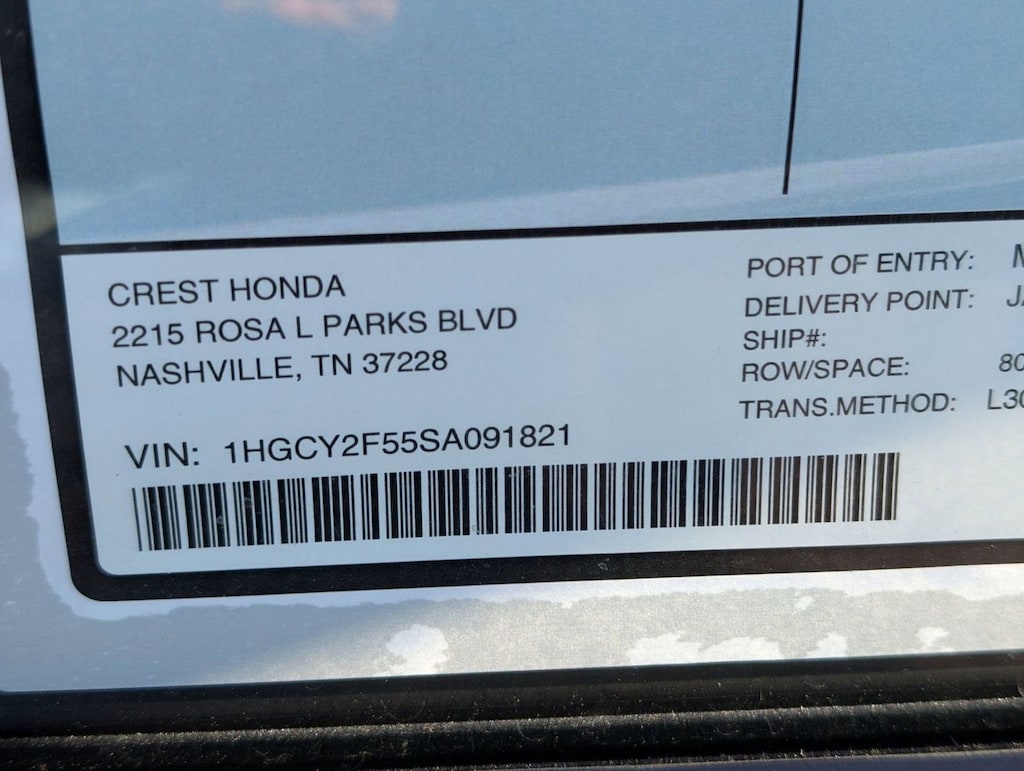 CREST HONDA
2215 ROSA L PARKS BLVD
NASHVILLE, TN 37228
VIN: 1HGCY2F55SA091821
PORT OF ENTRY:
DELIVERY POINT:
SHIP#:
ROW/SPACE: 80
TRANS.METHOD: